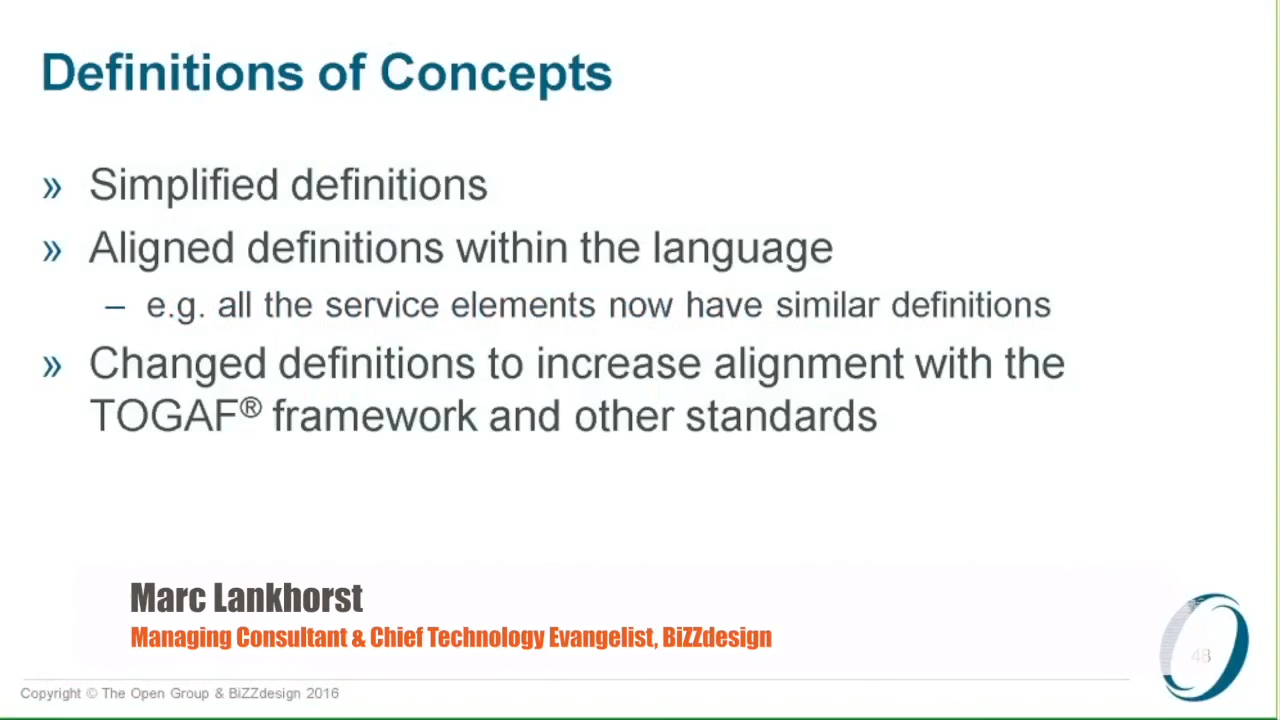 Definitions of Concepts
» Simplified definitions
» Aligned definitions within the language
– e.g. all the service elements now have similar definitions
» Changed definitions to increase alignment with the
TOGAF® framework and other standards
Marc Lankhorst
Managing Consultant & Chief Technology Evangelist, BiZZdesign
48
Copyright © The Open Group & BiZZdesign 2016